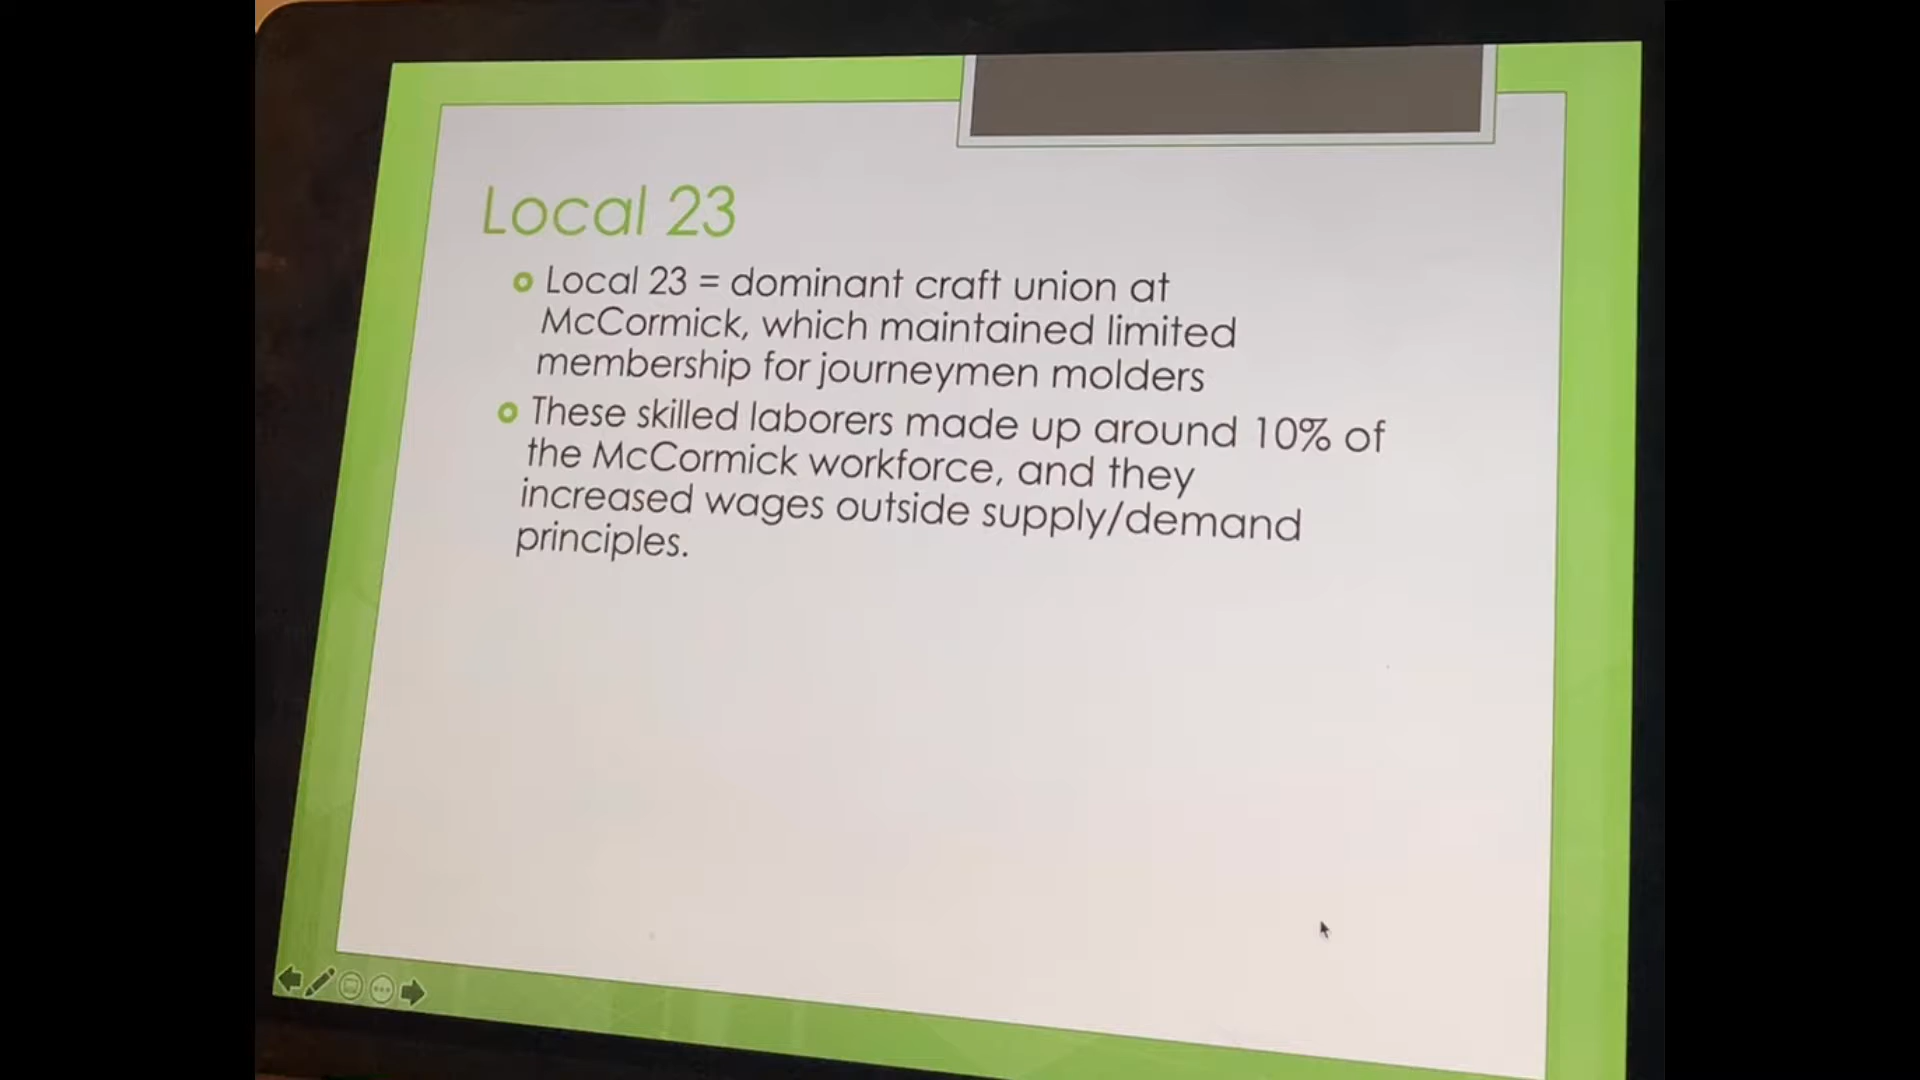 Local 23
Local 23 = dominant craft union at
McCormick, which maintained limited
membership for journeymen molders
These skilled laborers made up around 10% of
the McCormick workforce, and they
increased wages outside supply/demand
principles.